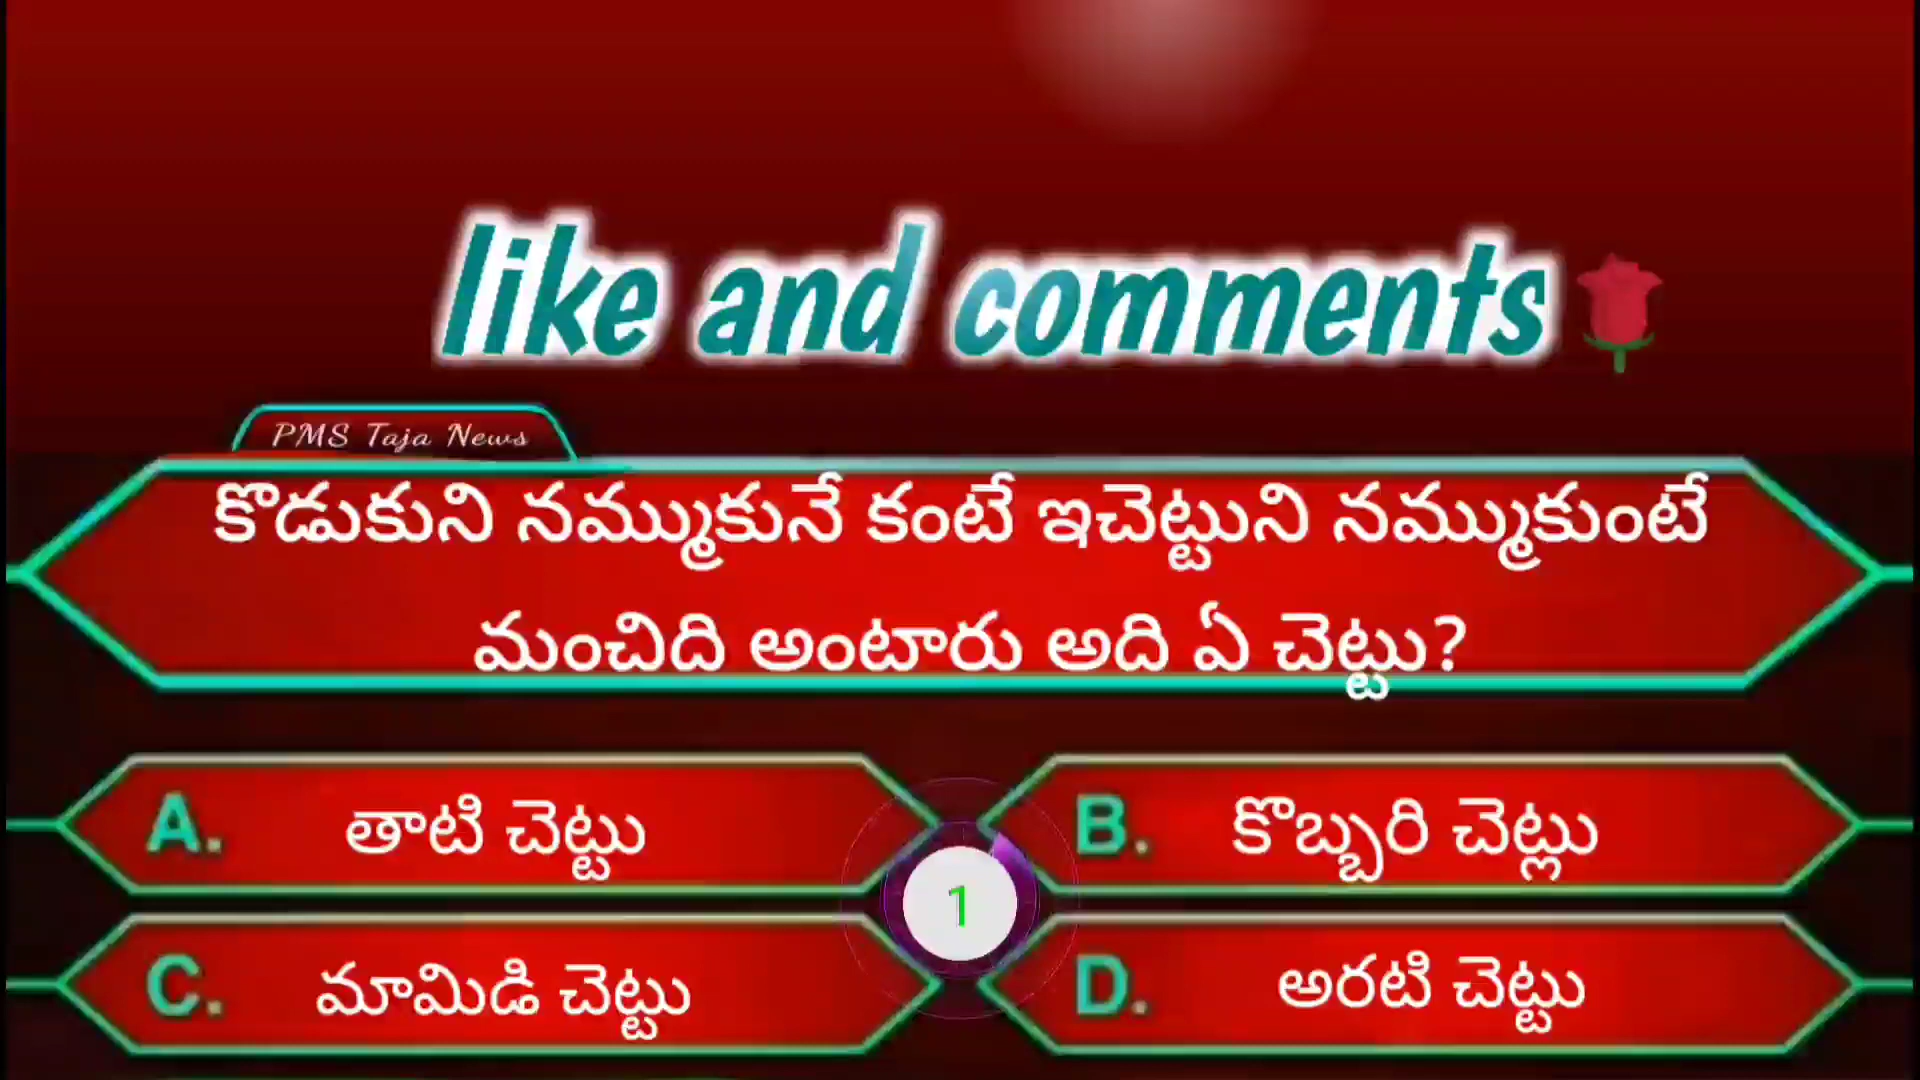 like and comments
PMS Taja News
కొడుకుని నమ్ముకునే కంటే ఇచెట్టుని నమ్ముకుంటే
మంచిది అంటారు అది ఏ చెట్టు?
A. తాటి చెట్టు
B. కొబ్బరి చెట్లు
1
C. మామిడి చెట్టు
D. అరటి చెట్టు